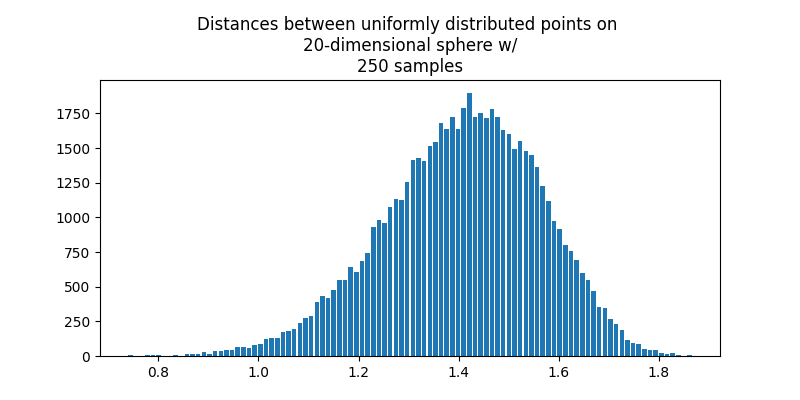 Distances between uniformly distributed points on
20-dimensional sphere w/
250 samples
1750
1500
1250
1000
750
500
250
0
0.8 1.0 1.2 1.4 1.6 1.8